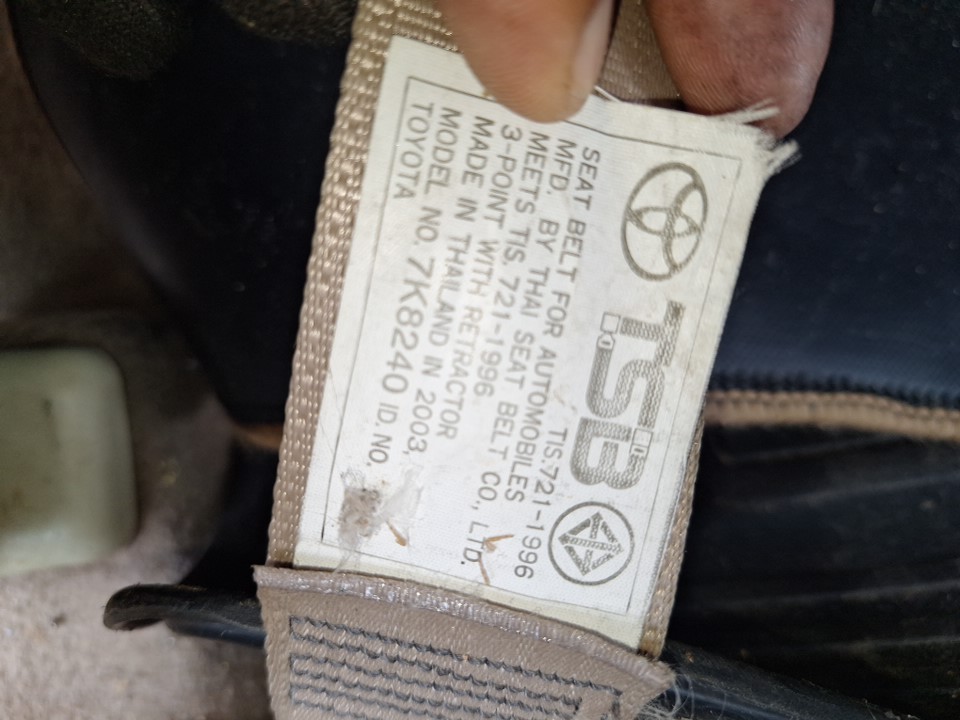 TSB
TIS.721-1996
SEAT BELT FOR AUTOMOBILES
MFD. BY THAI SEAT BELT CO., LTD.
MEETS TIS. 721-1996
3-POINT WITH RETRACTOR
MADE IN THAILAND IN 2003,
MODEL NO. 7K8240 ID. NO.
TOYOTA